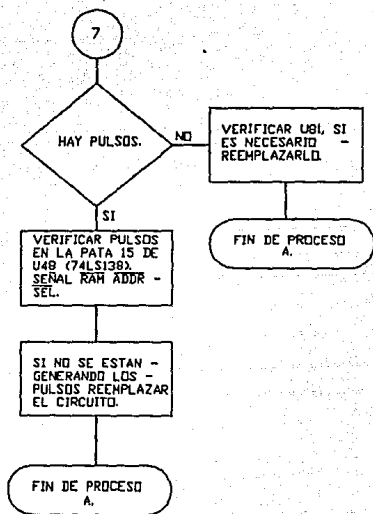 7
HAY PULSOS.
NO
VERIFICAR U81, SI
ES NECESARIO -
REEMPLAZARLO.
SI
FIN DE PROCESO
A.
VERIFICAR PULSOS
EN LA PATA 15 DE
U48 (74LS138).
SEÑAL RAM ADDR -
SEL.
SI NO SE ESTAN -
GENERANDO LOS -
PULSOS REEMPLAZAR
EL CIRCUITO.
FIN DE PROCESO
A.